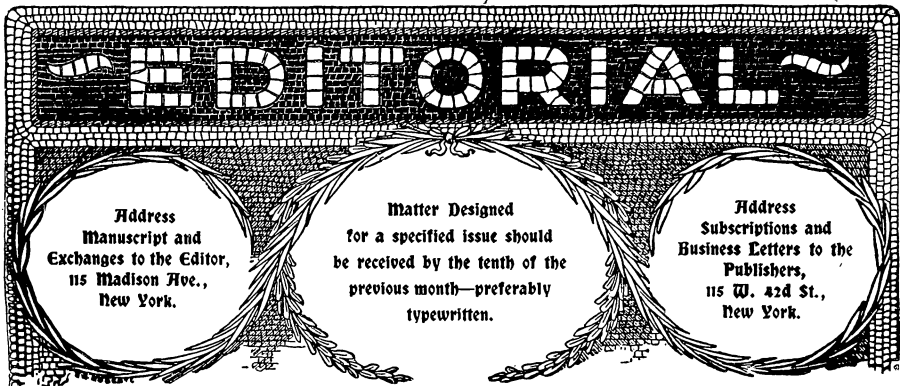 EDITORIAL
Address
Manuscript and
Exchanges to the Editor,
115 Madison Ave.,
New York.
Matter Designed
for a specified issue should
be received by the tenth of the
previous month—preferably
typewritten.
Address
Subscriptions and
Business Letters to the
Publishers,
115 W. 42d St.,
New York.